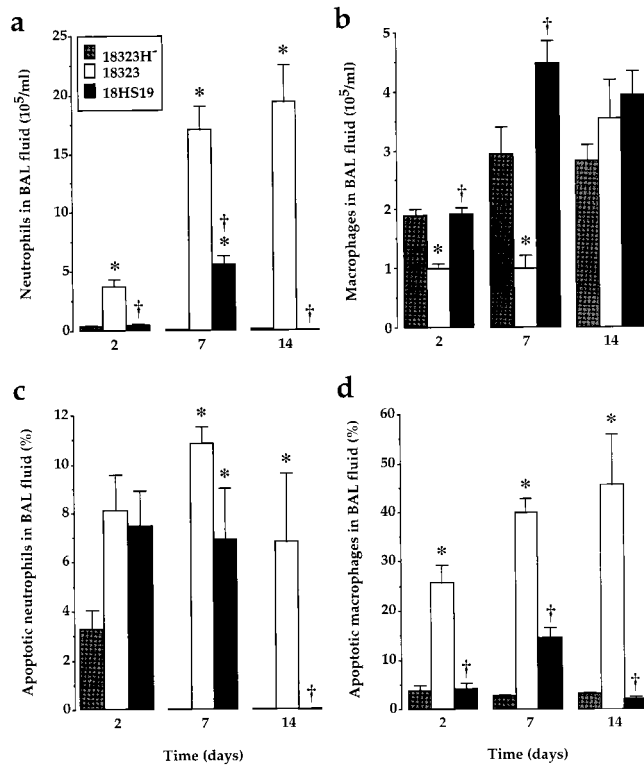 a
18323H-
18323
18HS19
Neutrophils in BAL fluid (10⁵/ml)
25
20
15
10
5
0
* † * † * * †
2 7 14
b
Macrophages in BAL fluid (10⁵/ml)
5
4
3
2
1
0
* † * †
2 7 14
c
Apoptotic neutrophils in BAL fluid (%)
12
10
8
6
4
2
0
* * * †
2 7 14
Time (days)
d
Apoptotic macrophages in BAL fluid (%)
60
50
40
30
20
10
0
* † * † * †
2 7 14
Time (days)